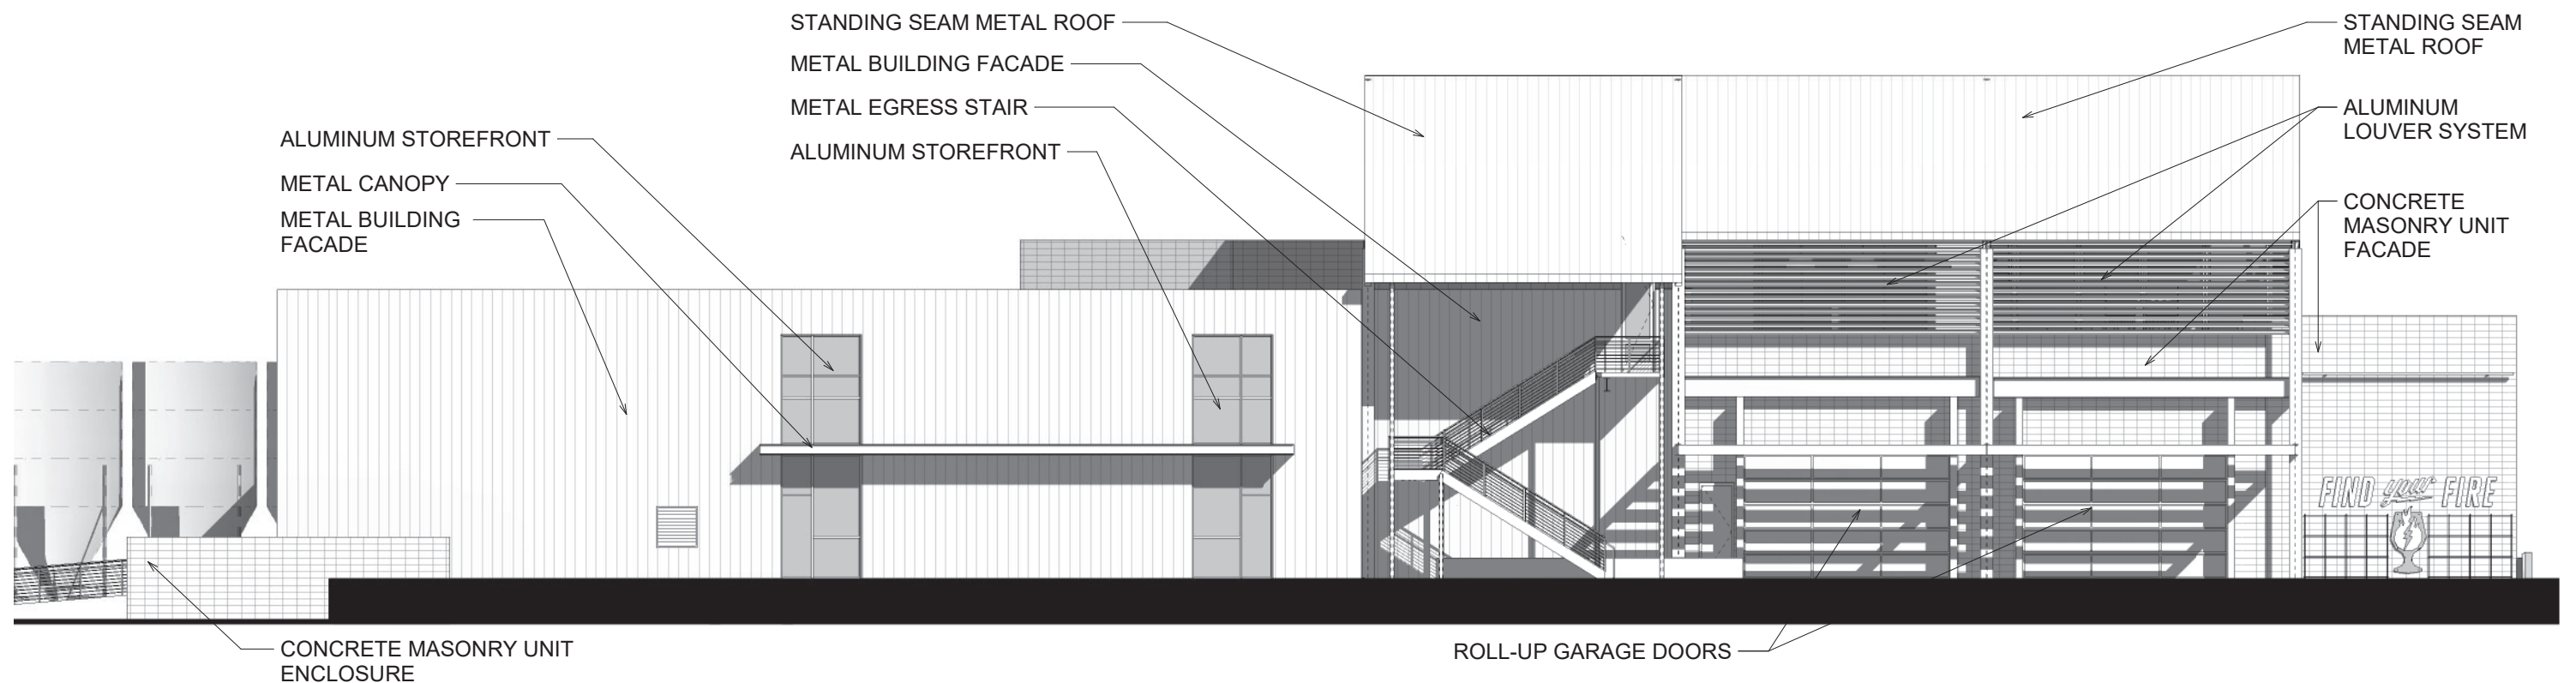 STANDING SEAM METAL ROOF
METAL BUILDING FACADE
METAL EGRESS STAIR
ALUMINUM STOREFRONT
ALUMINUM STOREFRONT
METAL CANOPY
METAL BUILDING
FACADE
STANDING SEAM
METAL ROOF
ALUMINUM
LOUVER SYSTEM
CONCRETE
MASONRY UNIT
FACADE
FIND your FIRE
CONCRETE MASONRY UNIT
ENCLOSURE
ROLL-UP GARAGE DOORS